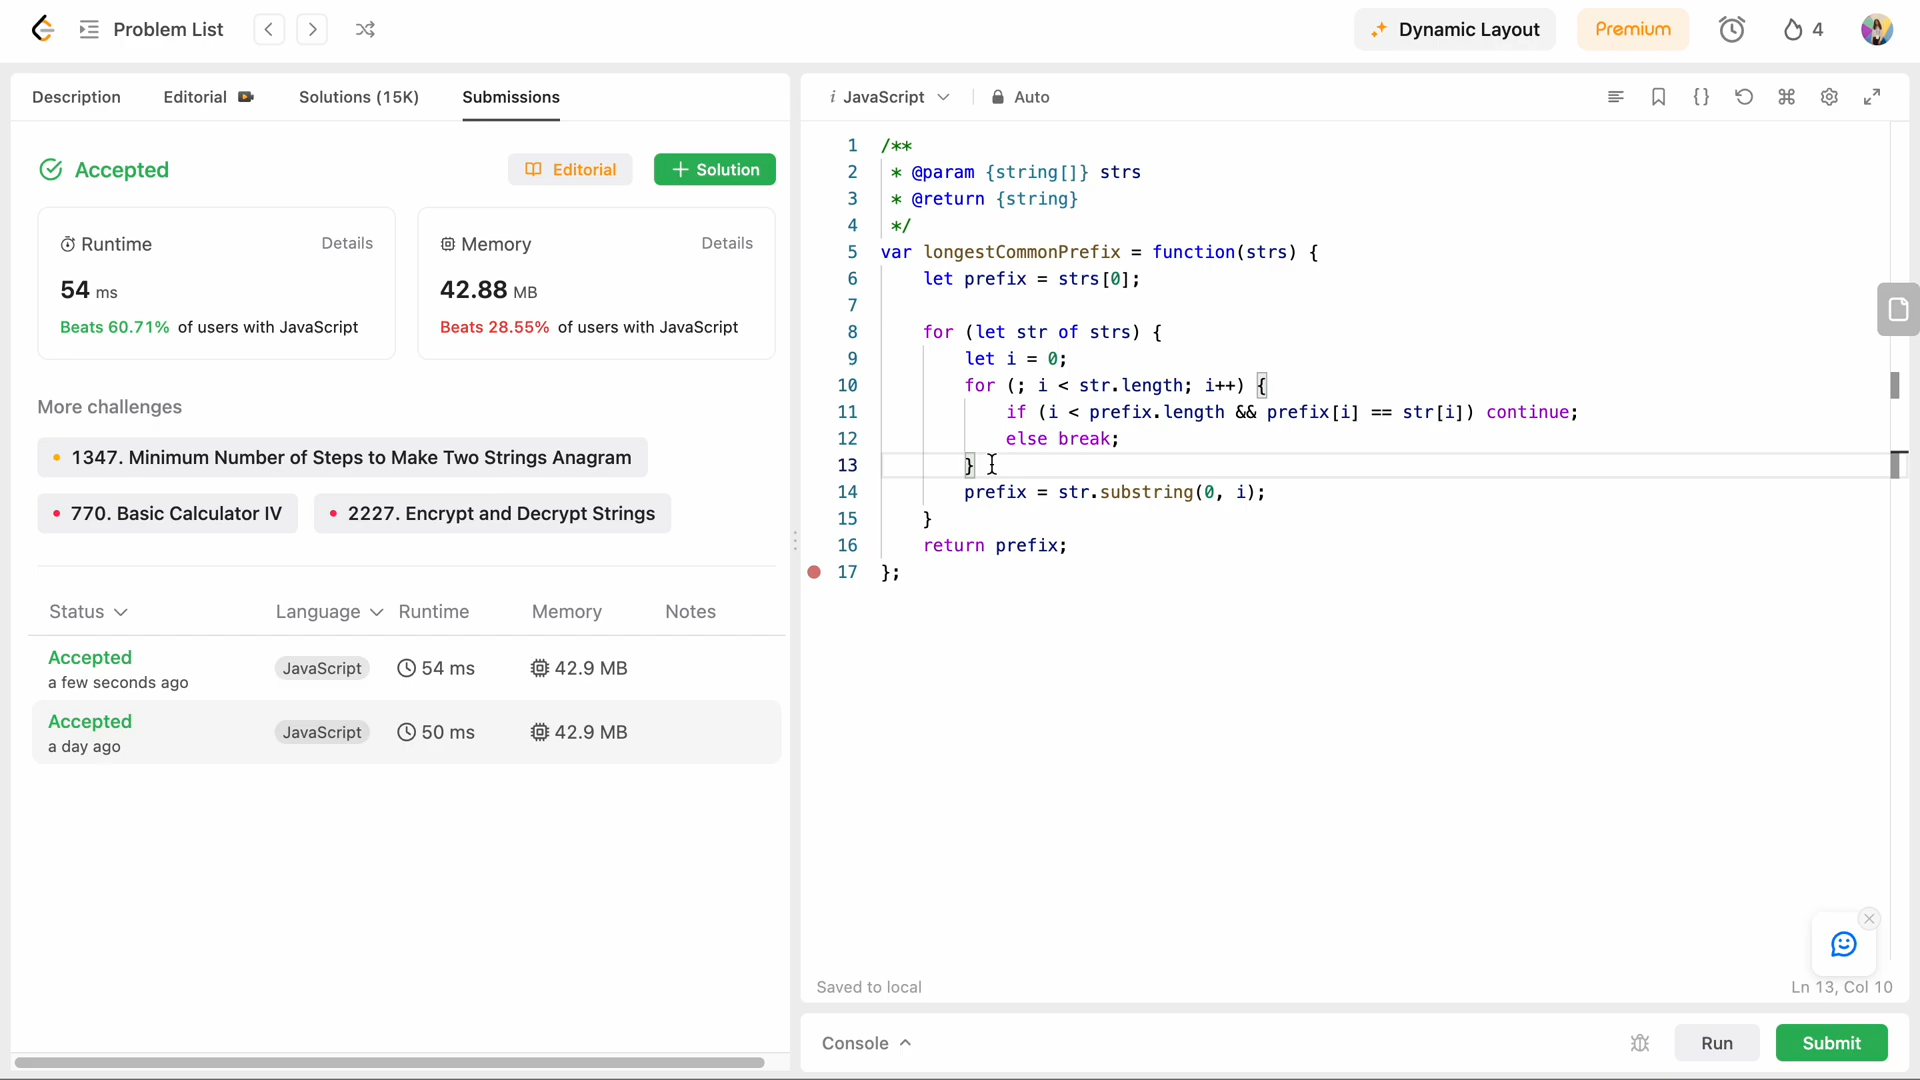 Problem List
Dynamic Layout
Premium
4
Description
Editorial
Solutions (15K)
Submissions
Accepted
Editorial
+ Solution
Runtime
Details
54 ms
Beats 60.71% of users with JavaScript
Memory
Details
42.88 MB
Beats 28.55% of users with JavaScript
More challenges
1347. Minimum Number of Steps to Make Two Strings Anagram
770. Basic Calculator IV
2227. Encrypt and Decrypt Strings
Status
Language
Runtime
Memory
Notes
Accepted
a few seconds ago
JavaScript
54 ms
42.9 MB
Accepted
a day ago
JavaScript
50 ms
42.9 MB
i JavaScript
Auto
{}
1 /**
2 * @param {string[]} strs
3 * @return {string}
4 */
5 var longestCommonPrefix = function(strs) {
6 let prefix = strs[0];
7
8 for (let str of strs) {
9 let i = 0;
10 for (; i < str.length; i++) {
11 if (i < prefix.length && prefix[i] == str[i]) continue;
12 else break;
13 }
14 prefix = str.substring(0, i);
15 }
16 return prefix;
17 };
Saved to local
Ln 13, Col 10
Console
Run
Submit